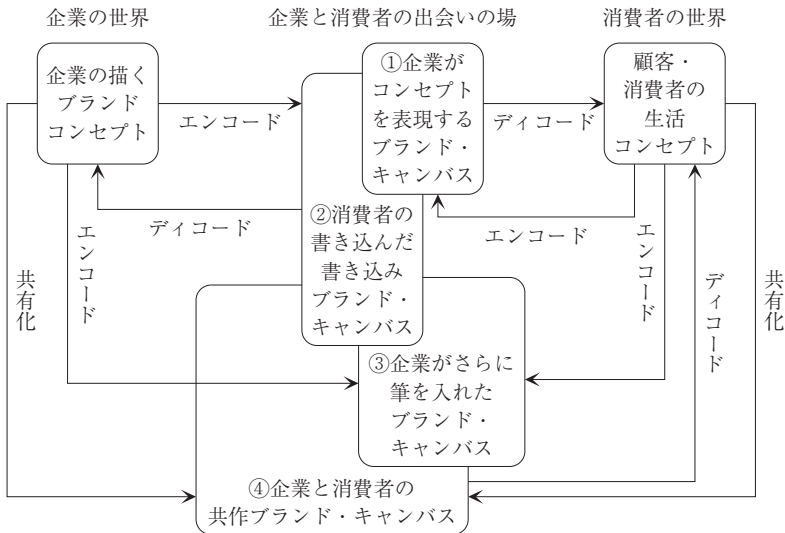 企業の世界
企業と消費者の出会いの場
消費者の世界
企業の描く
ブランド
コンセプト
エンコード
①企業が
コンセプト
を表現する
ブランド・
キャンバス
ディコード
顧客・
消費者の
生活
コンセプト
ディコード
②消費者の
書き込んだ
書き込み
ブランド・
キャンバス
エンコード
共有化
エンコード
エンコード
ディコード
共有化
③企業がさらに
筆を入れた
ブランド・
キャンバス
④企業と消費者の
共作ブランド・キャンバス